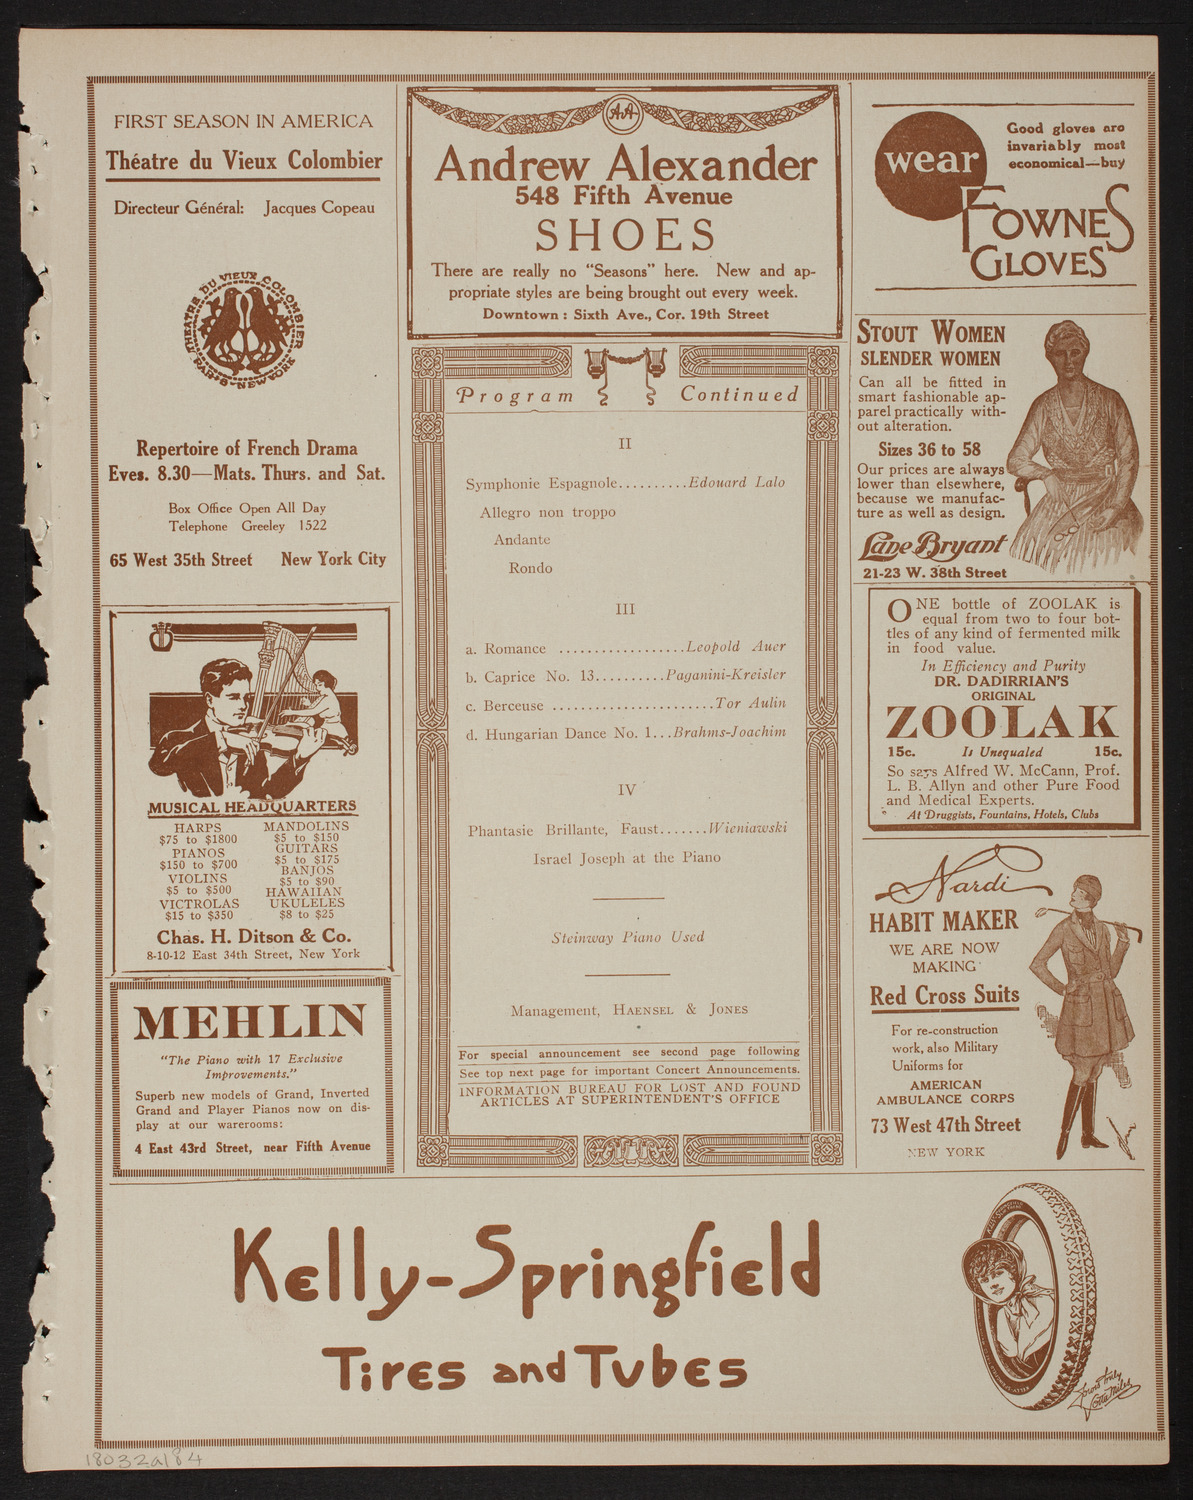 FIRST SEASON IN AMERICA
Théatre du Vieux Colombier
Directeur Général: Jacques Copeau
THÉATRE DU VIEUX COLOMBIER
PARIS NEW YORK
Repertoire of French Drama
Eves. 8.30—Mats. Thurs. and Sat.
Box Office Open All Day
Telephone Greeley 1522
65 West 35th Street New York City
MUSICAL HEADQUARTERS
HARPS
$75 to $1800
PIANOS
$150 to $700
VIOLINS
$5 to $500
VICTROLAS
$15 to $350
MANDOLINS
$5 to $150
GUITARS
$5 to $175
BANJOS
$5 to $90
HAWAIIAN
UKULELES
$8 to $25
Chas. H. Ditson & Co.
8-10-12 East 34th Street, New York
MEHLIN
"The Piano with 17 Exclusive
Improvements."
Superb new models of Grand, Inverted
Grand and Player Pianos now on dis-
play at our warerooms:
4 East 43rd Street, near Fifth Avenue
AA
Andrew Alexander
548 Fifth Avenue
SHOES
There are really no "Seasons" here. New and ap-
propriate styles are being brought out every week.
Downtown: Sixth Ave., Cor. 19th Street
Program Continued
II
Symphonie Espagnole..........Edouard Lalo
Allegro non troppo
Andante
Rondo
III
a. Romance ..................Leopold Auer
b. Caprice No. 13..........Paganini-Kreisler
c. Berceuse .......................Tor Aulin
d. Hungarian Dance No. 1...Brahms-Joachim
IV
Phantasie Brillante, Faust.......Wieniawski
Israel Joseph at the Piano
Steinway Piano Used
Management, HAENSEL & JONES
For special announcement see second page following
See top next page for important Concert Announcements.
INFORMATION BUREAU FOR LOST AND FOUND
ARTICLES AT SUPERINTENDENT'S OFFICE
wear
Good gloves are
invariably most
economical—buy
FOWNES
GLOVES
STOUT WOMEN
SLENDER WOMEN
Can all be fitted in
smart fashionable ap-
parel practically with-
out alteration.
Sizes 36 to 58
Our prices are always
lower than elsewhere,
because we manufac-
ture as well as design.
Lane Bryant
21-23 W. 38th Street
ONE bottle of ZOOLAK is
equal from two to four bot-
tles of any kind of fermented milk
in food value.
In Efficiency and Purity
DR. DADIRRIAN'S
ORIGINAL
ZOOLAK
15c. Is Unequaled 15c.
So says Alfred W. McCann, Prof.
L. B. Allyn and other Pure Food
and Medical Experts.
At Druggists, Fountains, Hotels, Clubs
Nardi
HABIT MAKER
WE ARE NOW
MAKING
Red Cross Suits
For re-construction
work, also Military
Uniforms for
AMERICAN
AMBULANCE CORPS
73 West 47th Street
NEW YORK
Kelly-Springfield
Tires and Tubes
Yours truly
Lotta Miles
18032a184